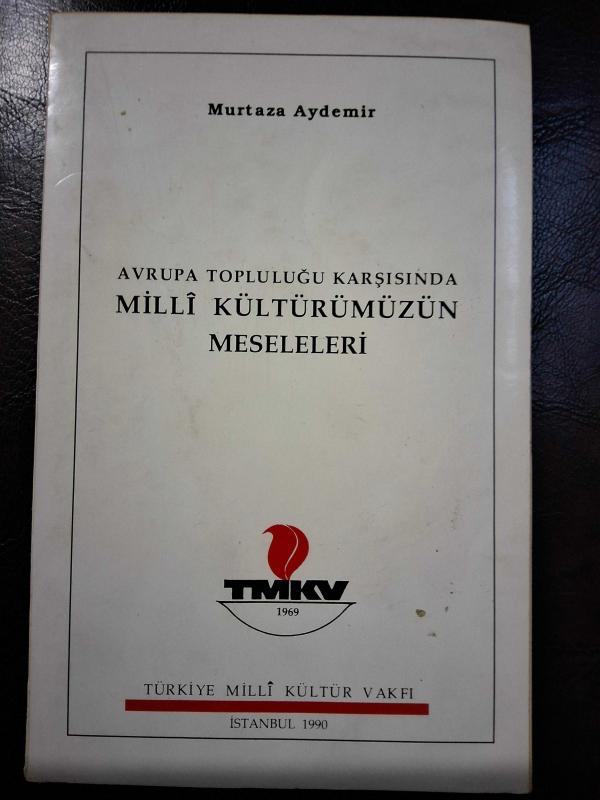 Murtaza Aydemir
AVRUPA TOPLULUĞU KARŞISINDA
MİLLÎ KÜLTÜRÜMÜZÜN
MESELELERİ
TMKV
1969
TÜRKİYE MİLLÎ KÜLTÜR VAKFI
İSTANBUL 1990